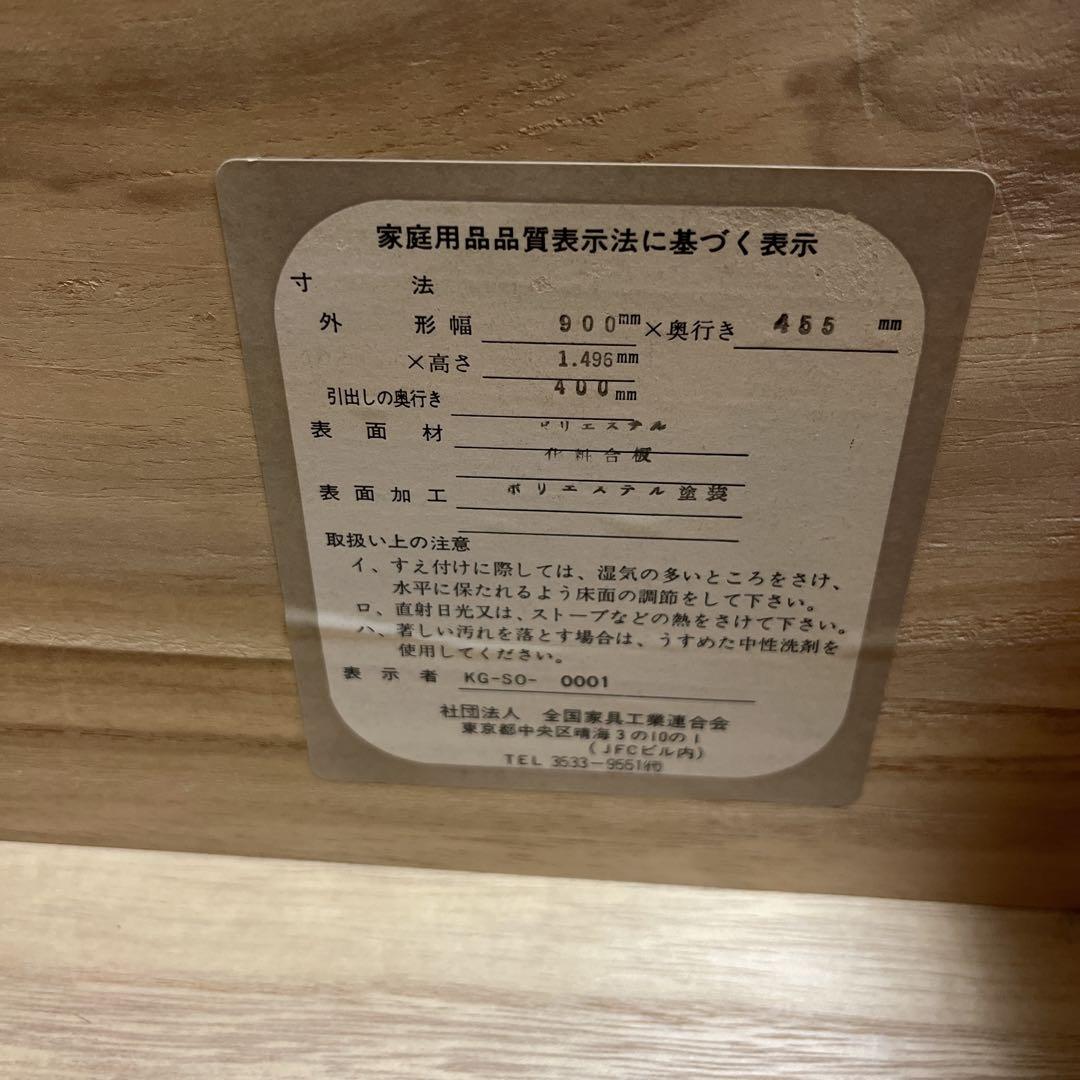 家庭用品品質表示法に基づく表示
寸法
外形幅 900mm×奥行き 455 mm
×高さ 1.496mm
引出しの奥行き 400mm
表面材 ポリエステル
化粧合板
表面加工 ポリエステル塗装
取扱い上の注意
イ、すえ付けに際しては、湿気の多いところをさけ、
水平に保たれるよう床面の調節をして下さい。
ロ、直射日光又は、ストーブなどの熱をさけて下さい。
ハ、著しい汚れを落とす場合は、うすめた中性洗剤を
使用してください。
表示者 KG-SO- 0001
社団法人 全国家具工業連合会
東京都中央区晴海3の10の1
(JFCビル内)
TEL 3533-9551㈹